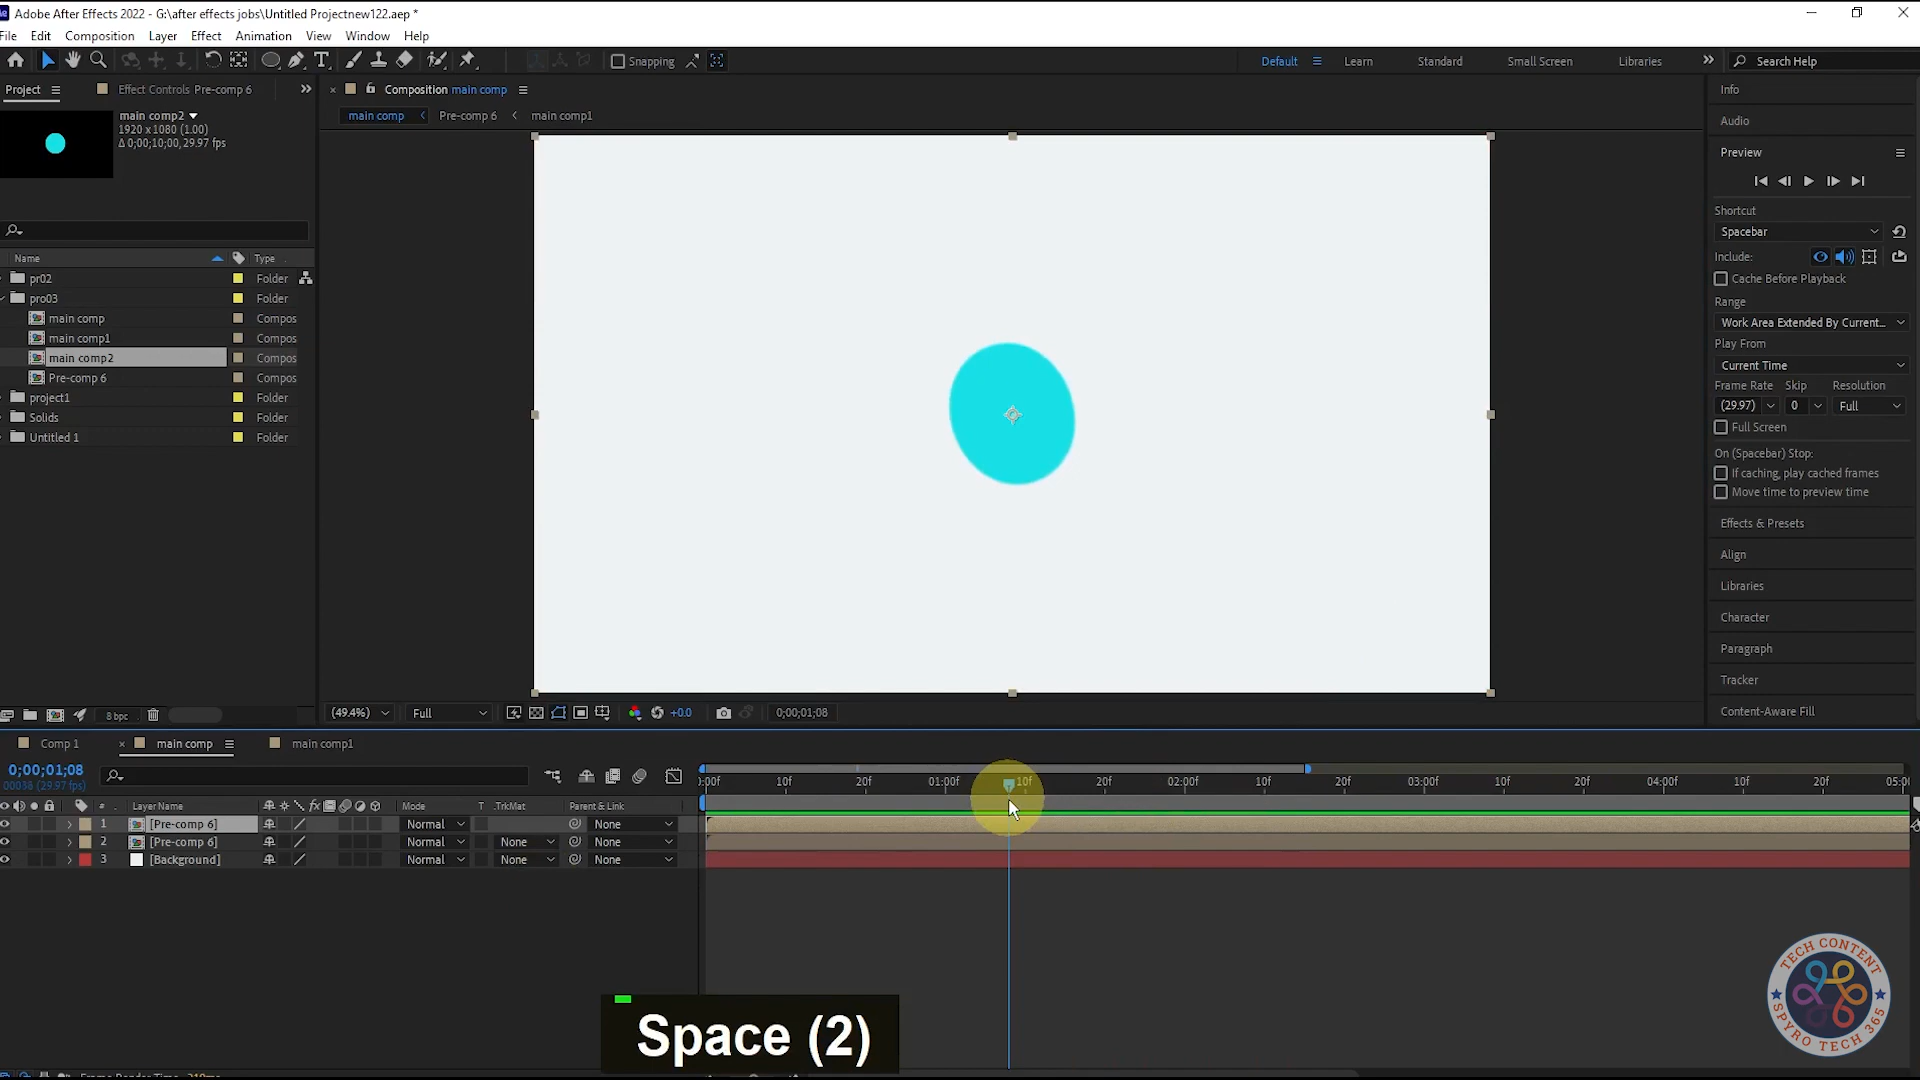 Adobe After Effects 2022 - G:\after effects jobs\Untitled Projectnew122.aep *
File Edit Composition Layer Effect Animation View Window Help
Snapping
Default Learn Standard Small Screen Libraries Search Help
Project Effect Controls Pre-comp 6
main comp2
1920 x 1080 (1.00)
Δ 0;00;10;00, 29.97 fps
Name Type
pr02 Folder
pro03 Folder
main comp Compos
main comp1 Compos
main comp2 Compos
Pre-comp 6 Compos
project1 Folder
Solids Folder
Untitled 1 Folder
8 bpc
Composition main comp
main comp Pre-comp 6 main comp1
(49.4%) Full +0.0 0;00;01;08
Info
Audio
Preview
Shortcut
Spacebar
Include:
Cache Before Playback
Range
Work Area Extended By Current...
Play From
Current Time
Frame Rate Skip Resolution
(29.97) 0 Full
Full Screen
On (Spacebar) Stop:
If caching, play cached frames
Move time to preview time
Effects & Presets
Align
Libraries
Character
Paragraph
Tracker
Content-Aware Fill
Comp 1 main comp main comp1
0;00;01;08
00038 (29.97 fps)
:00f 10f 20f 01:00f 10f 20f 02:00f 10f 20f 03:00f 10f 20f 04:00f 10f 20f 05:0
# Layer Name Mode T .TrkMat Parent & Link
1 [Pre-comp 6] Normal None
2 [Pre-comp 6] Normal None None
3 [Background] Normal None None
Space (2)
TECH CONTENT
SPYRO TECH 365